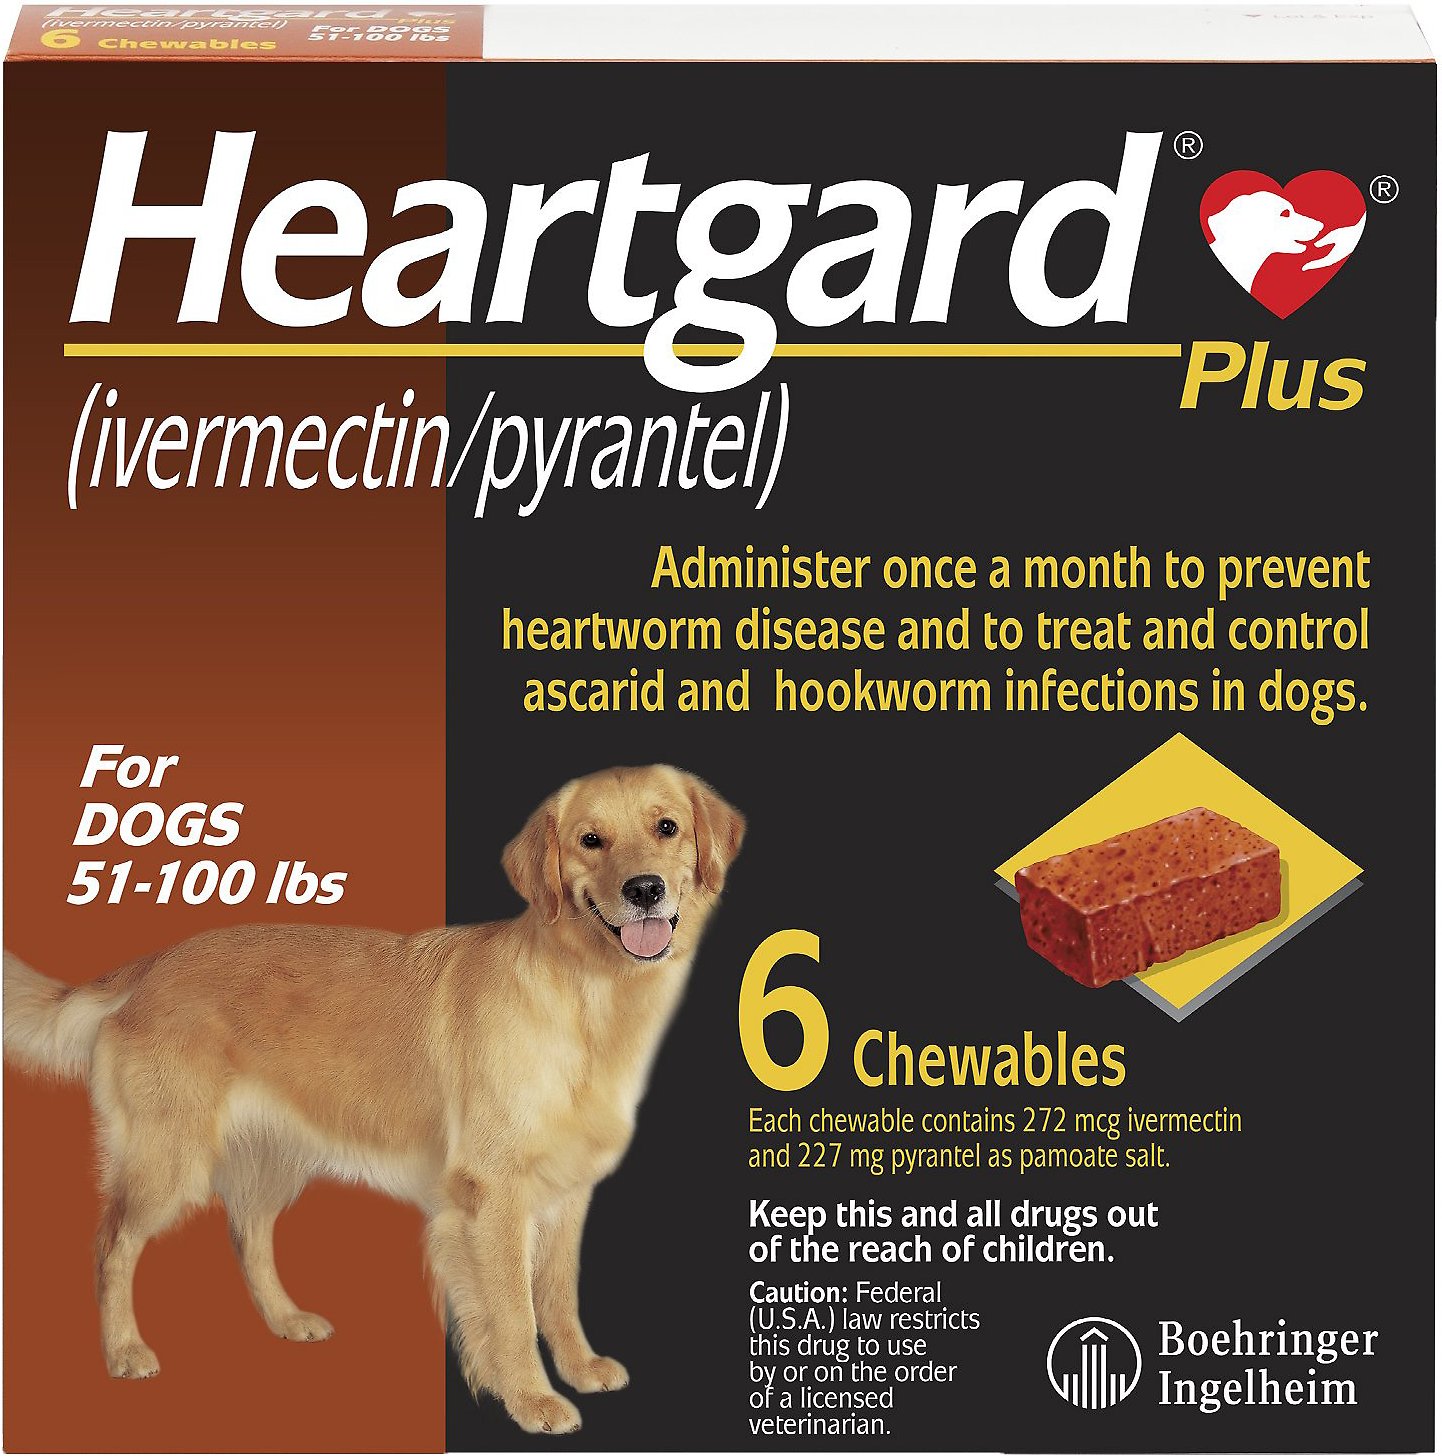 Heartgard Plus
(ivermectin/pyrantel) For DOGS
6 Chewables 51-100 lbs
Heartgard®
®
Plus
(ivermectin/pyrantel)
Administer once a month to prevent
heartworm disease and to treat and control
ascarid and hookworm infections in dogs.
For
DOGS
51-100 lbs
6 Chewables
Each chewable contains 272 mcg ivermectin
and 227 mg pyrantel as pamoate salt.
Keep this and all drugs out
of the reach of children.
Caution: Federal
(U.S.A.) law restricts
this drug to use
by or on the order
of a licensed
veterinarian.
Boehringer
Ingelheim